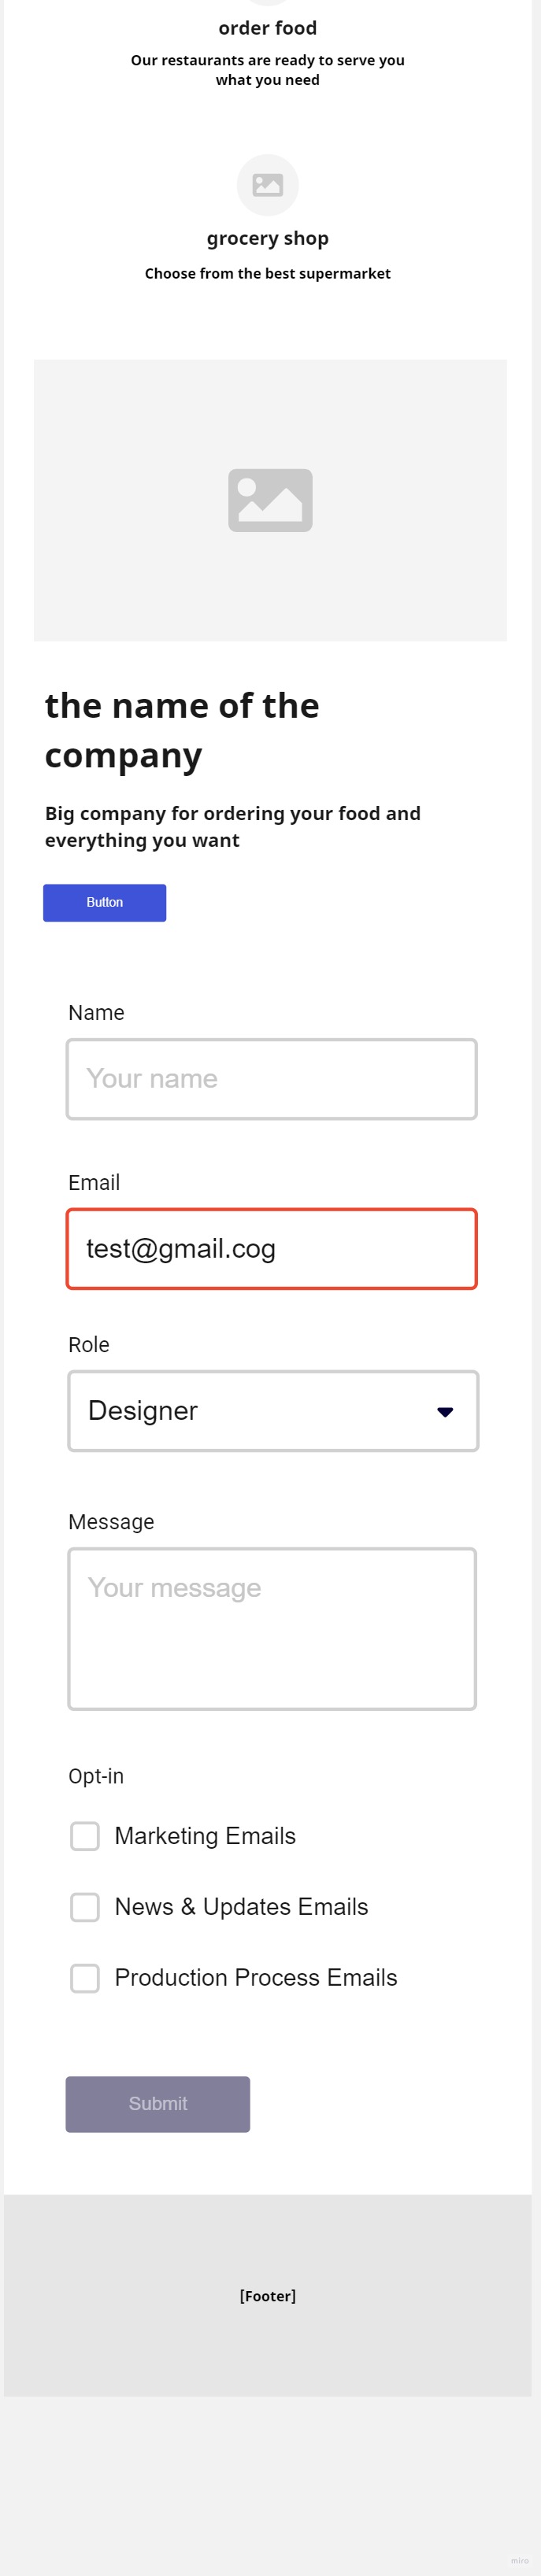 order food
Our restaurants are ready to serve you
what you need
grocery shop
Choose from the best supermarket
the name of the
company
Big company for ordering your food and
everything you want
Button
Name
Your name
Email
test@gmail.cog
Role
Designer
Message
Your message
Opt-in
Marketing Emails
News & Updates Emails
Production Process Emails
Submit
[Footer]
miro